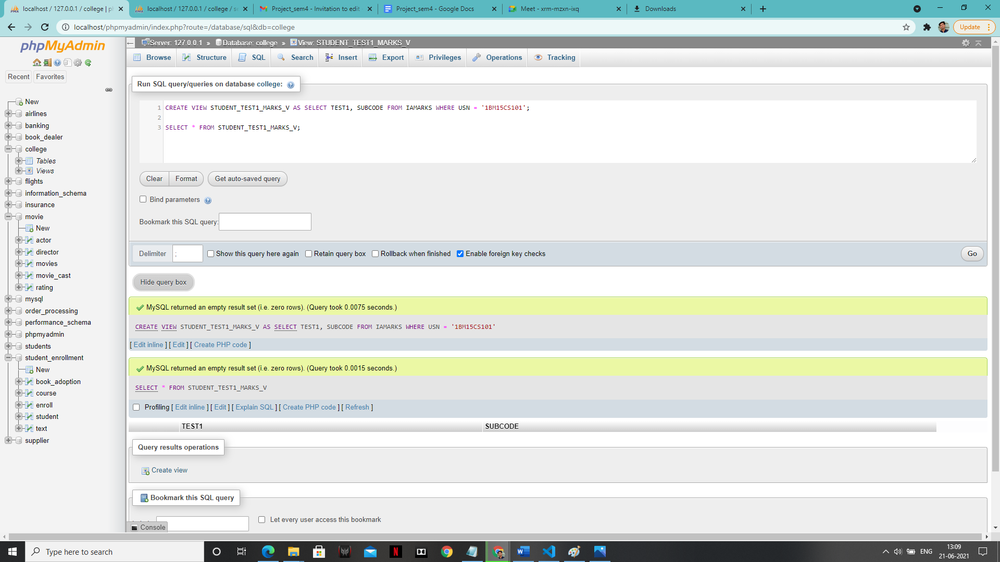 localhost / 127.0.0.1 / college | ph
localhost / 127.0.0.1 / college / se
Project_sem4 - Invitation to edit
Project_sem4 - Google Docs
Meet - xrm-mzxn-ixq
Downloads
localhost/phpmyadmin/index.php?route=/database/sql&db=college
Update
phpMyAdmin
Recent
Favorites
New
airlines
banking
book_dealer
college
Tables
Views
flights
information_schema
insurance
movie
New
actor
director
movies
movie_cast
rating
mysql
order_processing
performance_schema
phpmyadmin
students
student_enrollment
New
book_adoption
course
enroll
student
text
supplier
Server: 127.0.0.1 » Database: college » View: STUDENT_TEST1_MARKS_V
Browse
Structure
SQL
Search
Insert
Export
Privileges
Operations
Tracking
Run SQL query/queries on database college:
1 CREATE VIEW STUDENT_TEST1_MARKS_V AS SELECT TEST1, SUBCODE FROM IAMARKS WHERE USN = '1BM15CS101';
2
3 SELECT * FROM STUDENT_TEST1_MARKS_V;
Clear
Format
Get auto-saved query
Bind parameters
Bookmark this SQL query:
Delimiter ;
Show this query here again
Retain query box
Rollback when finished
Enable foreign key checks
Go
Hide query box
MySQL returned an empty result set (i.e. zero rows). (Query took 0.0075 seconds.)
CREATE VIEW STUDENT_TEST1_MARKS_V AS SELECT TEST1, SUBCODE FROM IAMARKS WHERE USN = '1BM15CS101'
[ Edit inline ] [ Edit ] [ Create PHP code ]
MySQL returned an empty result set (i.e. zero rows). (Query took 0.0015 seconds.)
SELECT * FROM STUDENT_TEST1_MARKS_V
Profiling [ Edit inline ] [ Edit ] [ Explain SQL ] [ Create PHP code ] [ Refresh ]
TEST1
SUBCODE
Query results operations
Create view
Bookmark this SQL query
Let every user access this bookmark
Console
Type here to search
ENG
13:09
21-06-2021